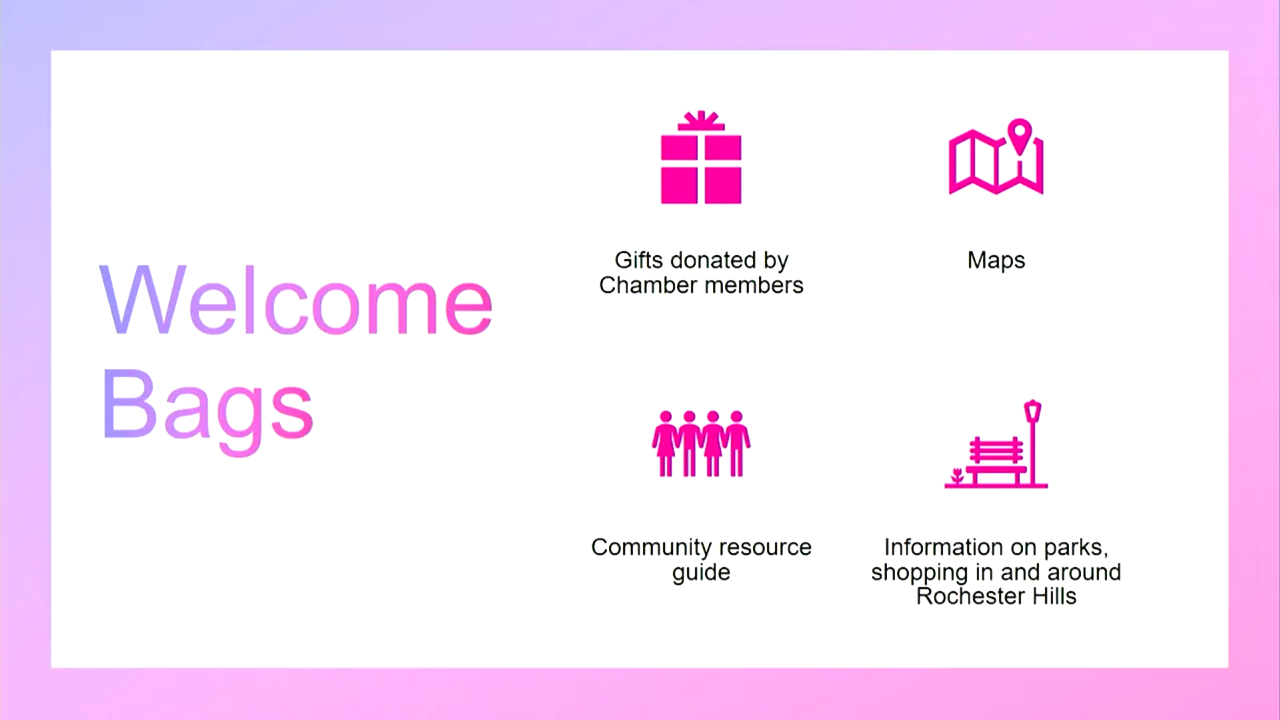 Welcome
Bags
Gifts donated by
Chamber members
Maps
Community resource
guide
Information on parks,
shopping in and around
Rochester Hills